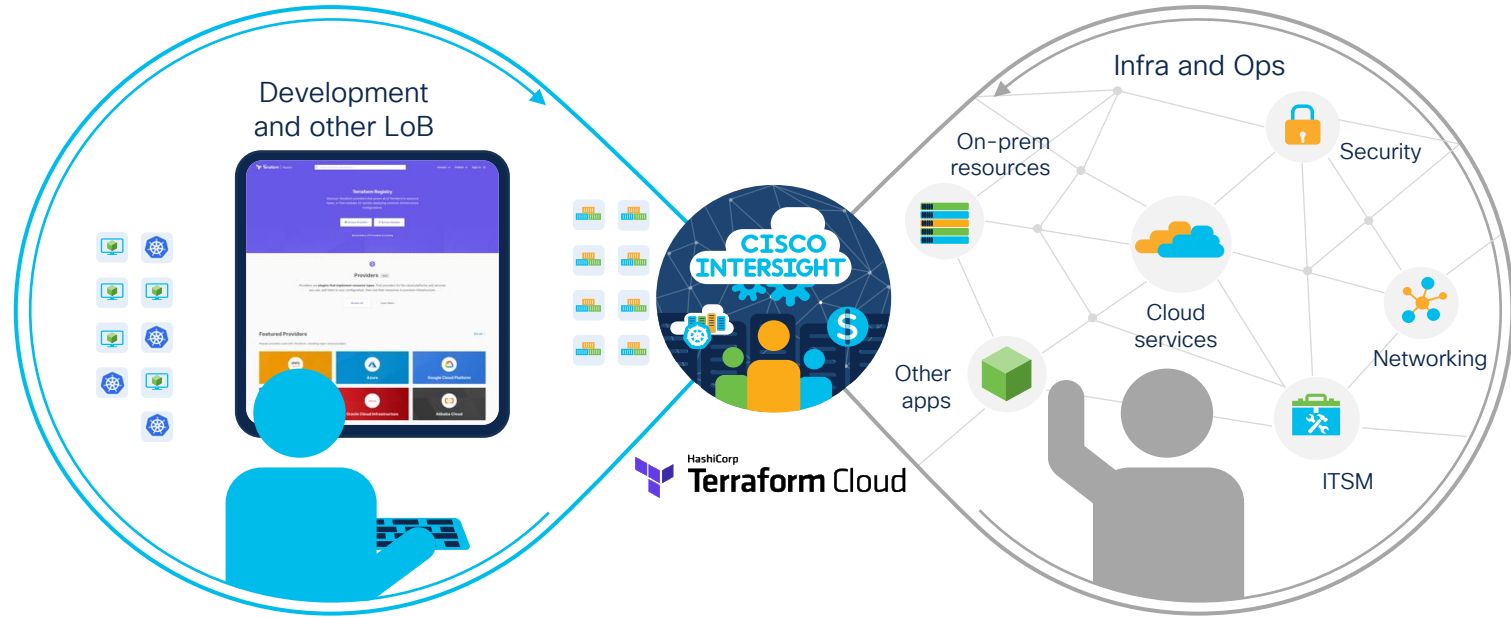 Development
and other LoB
Terraform Registry
Providers
Featured Providers
Azure
Google Cloud Platform
Oracle Cloud Infrastructure
Alibaba Cloud
CISCO
INTERSIGHT
$
HashiCorp
Terraform Cloud
Infra and Ops
On-prem
resources
Security
Cloud
services
Networking
Other
apps
ITSM